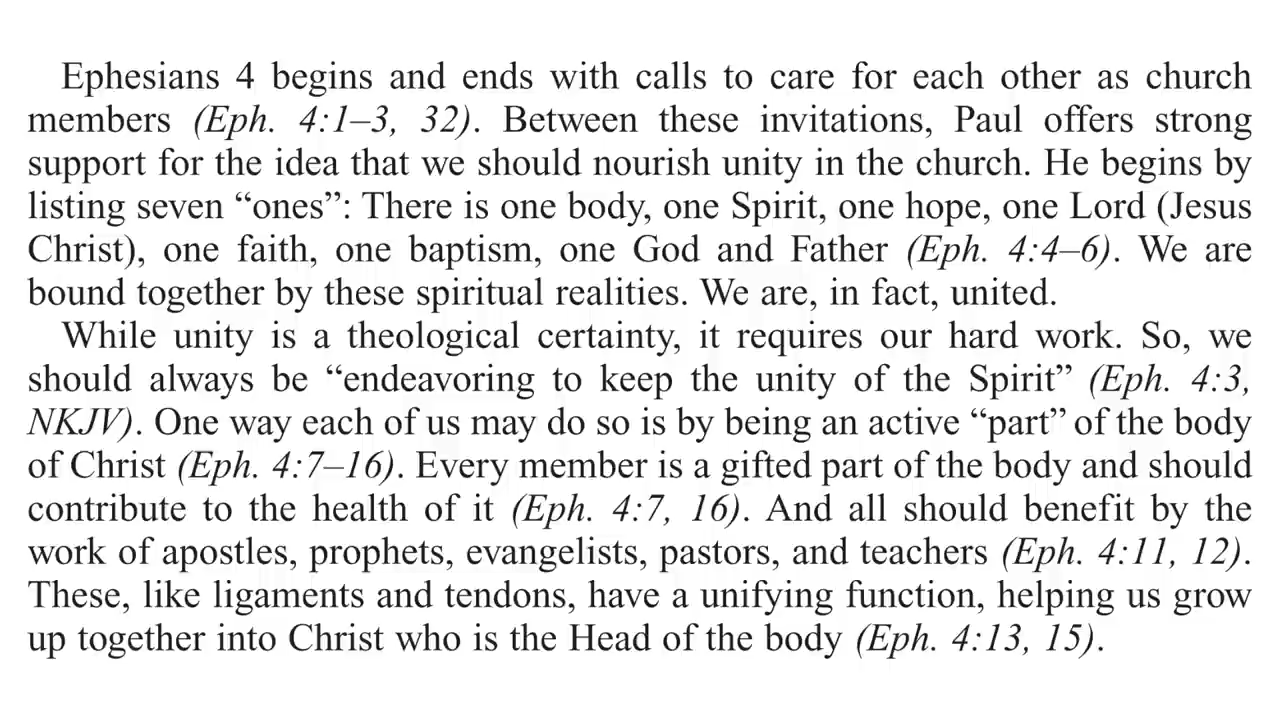 Ephesians 4 begins and ends with calls to care for each other as church
members (Eph. 4:1–3, 32). Between these invitations, Paul offers strong
support for the idea that we should nourish unity in the church. He begins by
listing seven “ones”: There is one body, one Spirit, one hope, one Lord (Jesus
Christ), one faith, one baptism, one God and Father (Eph. 4:4–6). We are
bound together by these spiritual realities. We are, in fact, united.
While unity is a theological certainty, it requires our hard work. So, we
should always be “endeavoring to keep the unity of the Spirit” (Eph. 4:3,
NKJV). One way each of us may do so is by being an active “part” of the body
of Christ (Eph. 4:7–16). Every member is a gifted part of the body and should
contribute to the health of it (Eph. 4:7, 16). And all should benefit by the
work of apostles, prophets, evangelists, pastors, and teachers (Eph. 4:11, 12).
These, like ligaments and tendons, have a unifying function, helping us grow
up together into Christ who is the Head of the body (Eph. 4:13, 15).